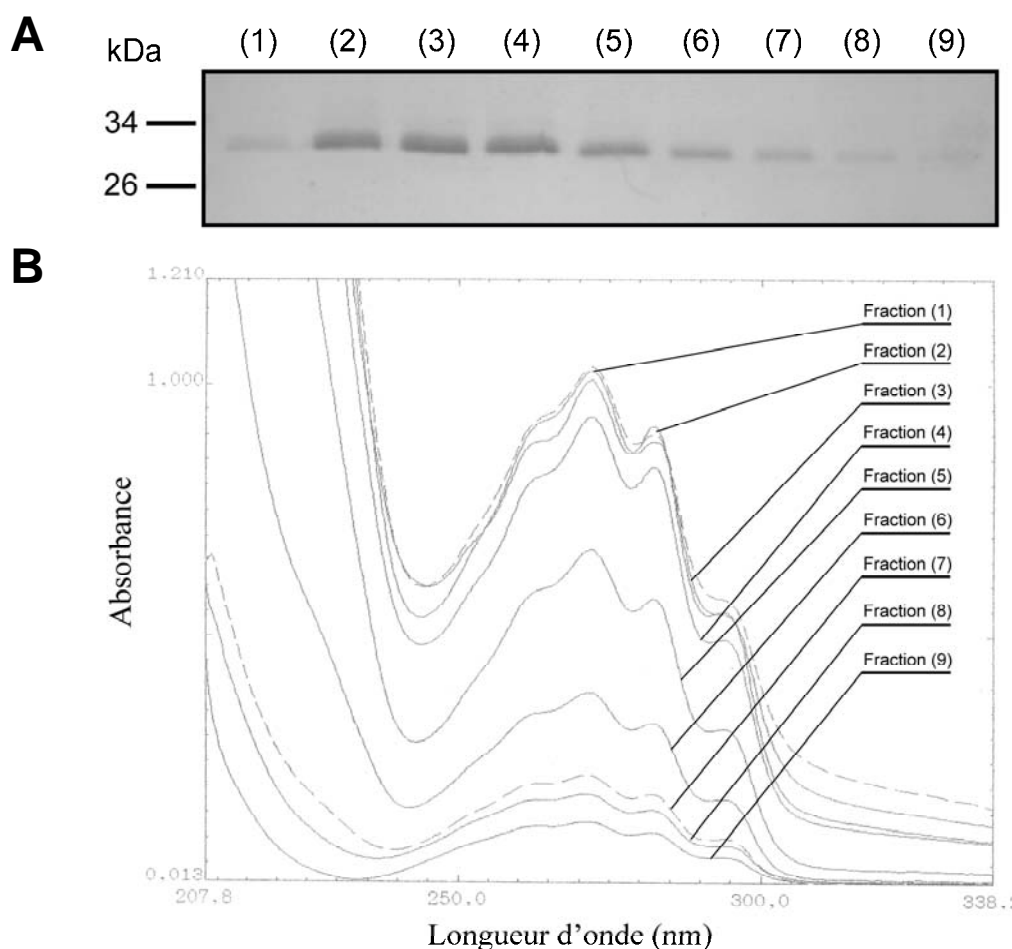 A
kDa (1) (2) (3) (4) (5) (6) (7) (8) (9)
34
26
B
1.210
1.000
0.013
207.8 250.0 300.0
Absorbance
Longueur d’onde (nm)
Fraction (1)
Fraction (2)
Fraction (3)
Fraction (4)
Fraction (5)
Fraction (6)
Fraction (7)
Fraction (8)
Fraction (9)